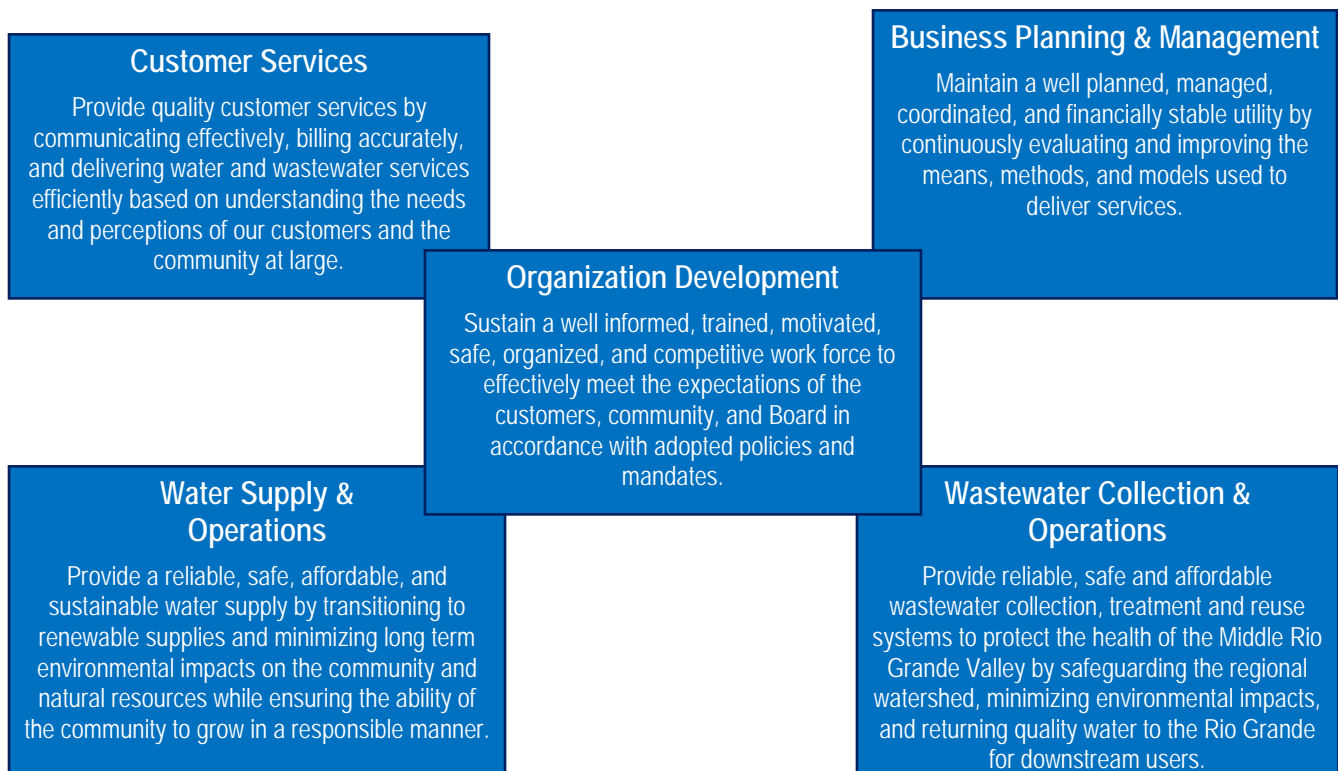 Customer Services
Provide quality customer services by
communicating effectively, billing accurately,
and delivering water and wastewater services
efficiently based on understanding the needs
and perceptions of our customers and the
community at large.
Business Planning & Management
Maintain a well planned, managed,
coordinated, and financially stable utility by
continuously evaluating and improving the
means, methods, and models used to
deliver services.
Organization Development
Sustain a well informed, trained, motivated,
safe, organized, and competitive work force to
effectively meet the expectations of the
customers, community, and Board in
accordance with adopted policies and
mandates.
Water Supply &
Operations
Provide a reliable, safe, affordable, and
sustainable water supply by transitioning to
renewable supplies and minimizing long term
environmental impacts on the community and
natural resources while ensuring the ability of
the community to grow in a responsible manner.
Wastewater Collection &
Operations
Provide reliable, safe and affordable
wastewater collection, treatment and reuse
systems to protect the health of the Middle Rio
Grande Valley by safeguarding the regional
watershed, minimizing environmental impacts,
and returning quality water to the Rio Grande
for downstream users.